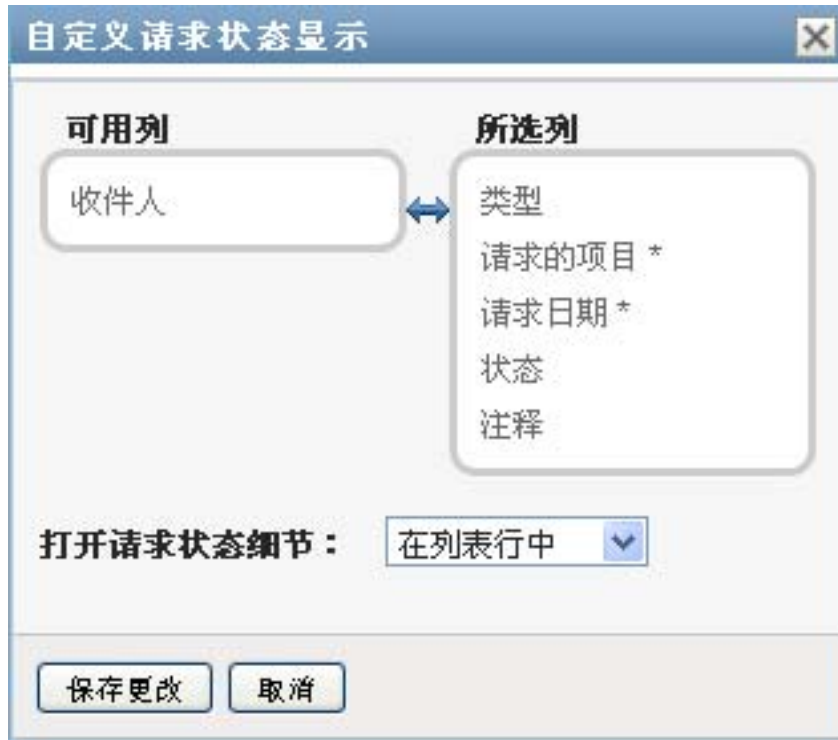 自定义请求状态显示
可用列
所选列
收件人
类型
请求的项目 *
请求日期 *
状态
注释
打开请求状态细节：
在列表行中
保存更改
取消